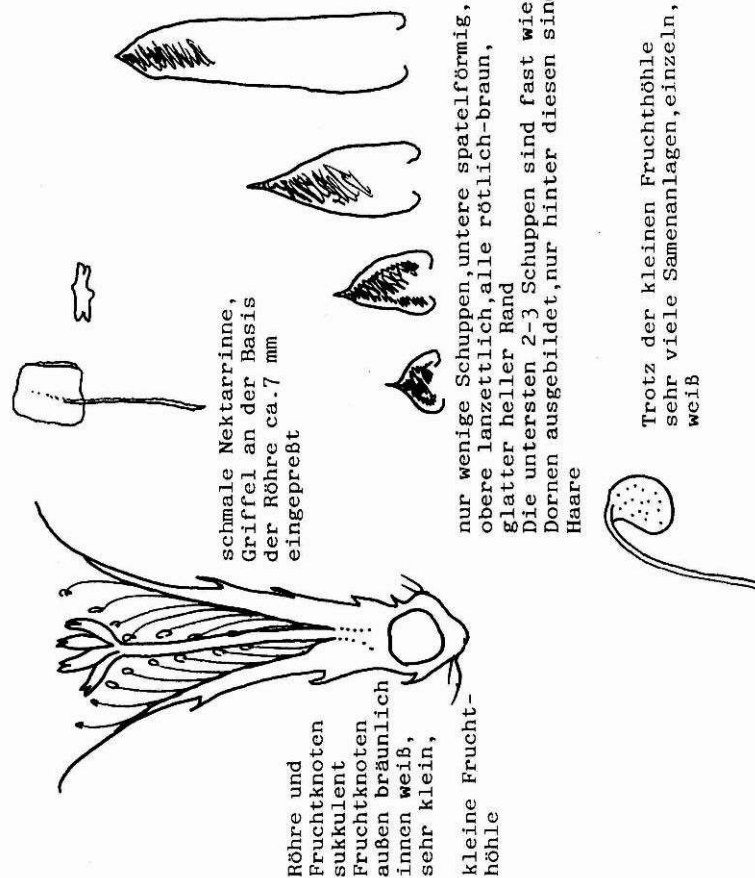 Röhre und
Fruchtknoten
sukkulent
Fruchtknoten
außen bräunlich
innen weiß,
sehr klein,
kleine Frucht-
höhle
schmale Nektarrinne,
Griffel an der Basis
der Röhre ca.7 mm
eingepreßt
nur wenige Schuppen,untere spatelförmig,
obere lanzettlich,alle rötlich-braun,
glatter heller Rand
Die untersten 2-3 Schuppen sind fast wie
Dornen ausgebildet,nur hinter diesen sin
Haare
Trotz der kleinen Fruchthöhle
sehr viele Samenanlagen,einzeln,
weiß